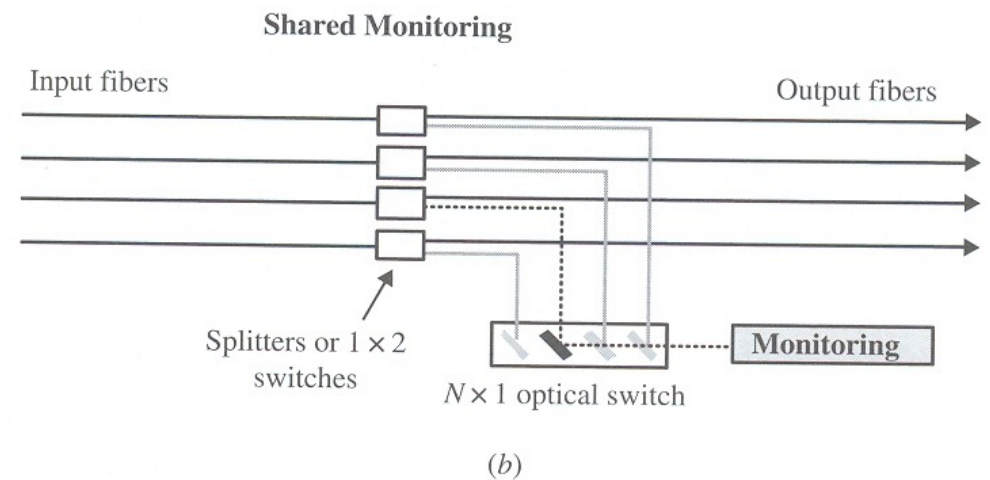 Shared Monitoring
Input fibers
Output fibers
Splitters or 1 × 2
switches
Monitoring
N × 1 optical switch
(b)